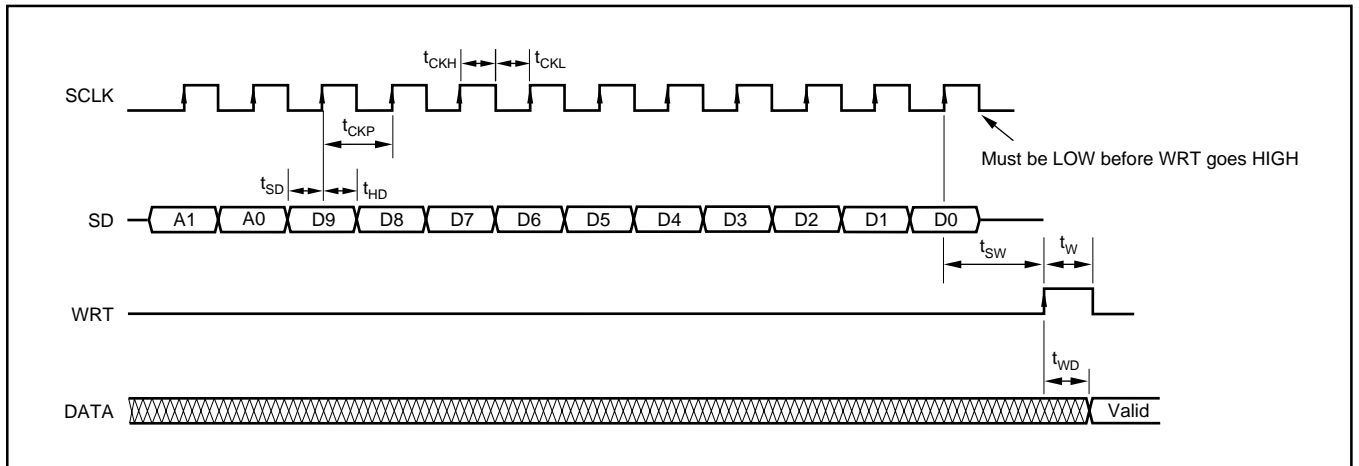 tCKH
tCKL
SCLK
tCKP
Must be LOW before WRT goes HIGH
tSD
tHD
SD
A1 A0 D9 D8 D7 D6 D5 D4 D3 D2 D1 D0
tSW
tW
WRT
tWD
DATA
Valid